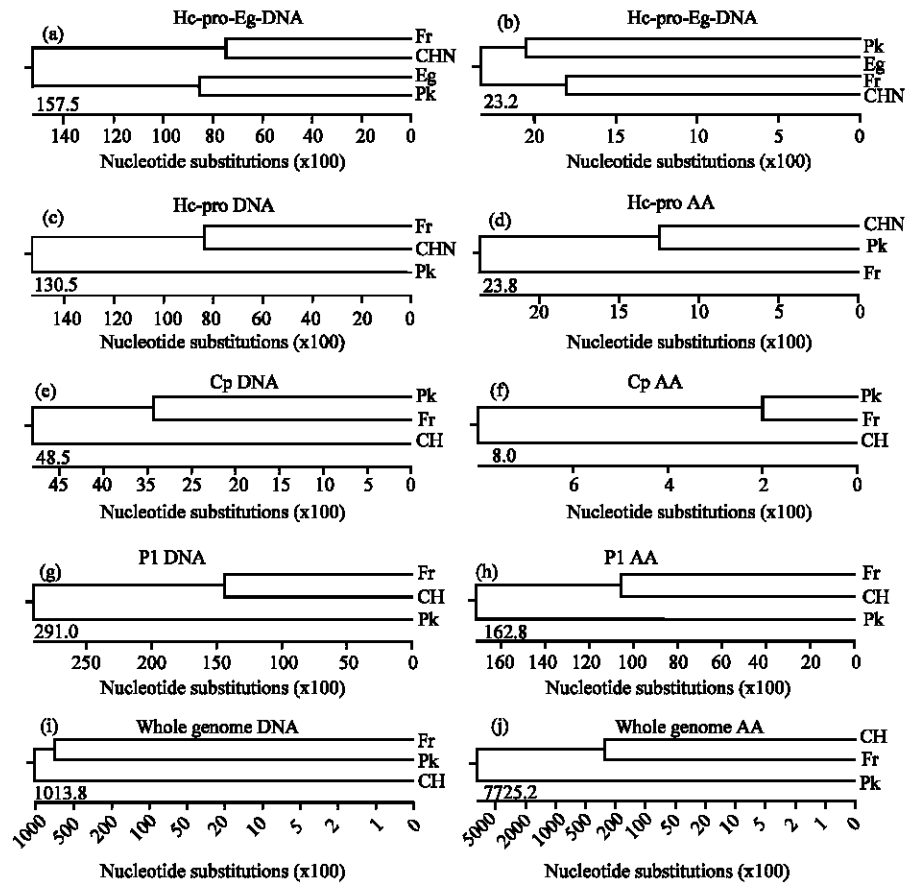 (a) Hc-pro-Eg-DNA
Fr
CHN
Eg
Pk
157.5
140 120 100 80 60 40 20 0
Nucleotide substitutions (x100)
(b) Hc-pro-Eg-DNA
Pk
Eg
Fr
CHN
23.2
20 15 10 5 0
Nucleotide substitutions (x100)
(c) Hc-pro DNA
Fr
CHN
Pk
130.5
140 120 100 80 60 40 20 0
Nucleotide substitutions (x100)
(d) Hc-pro AA
CHN
Pk
Fr
23.8
20 15 10 5 0
Nucleotide substitutions (x100)
(e) Cp DNA
Pk
Fr
CH
48.5
45 40 35 34 25 20 15 10 5 0
Nucleotide substitutions (x100)
(f) Cp AA
Pk
Fr
CH
8.0
6 4 2 0
Nucleotide substitutions (x100)
(g) P1 DNA
Fr
CH
Pk
291.0
250 200 150 100 50 0
Nucleotide substitutions (x100)
(h) P1 AA
Fr
CH
Pk
162.8
160 140 120 100 80 60 40 20 0
Nucleotide substitutions (x100)
(i) Whole genome DNA
Fr
Pk
CH
1013.8
1000 500 200 100 50 20 10 5 2 1 0
Nucleotide substitutions (x100)
(j) Whole genome AA
CH
Fr
Pk
7725.2
5000 2000 1000 500 200 100 50 20 10 5 2 1 0
Nucleotide substitutions (x100)